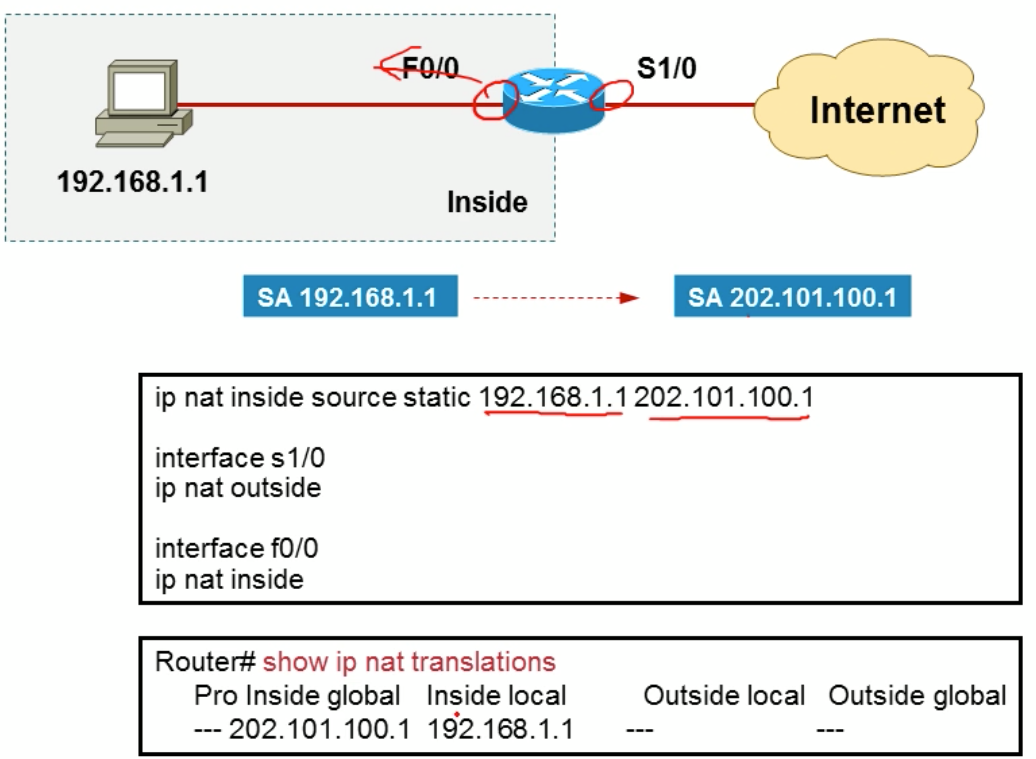 F0/0
S1/0
Internet
192.168.1.1
Inside
SA 192.168.1.1
SA 202.101.100.1
ip nat inside source static 192.168.1.1 202.101.100.1
interface s1/0
ip nat outside
interface f0/0
ip nat inside
Router# show ip nat translations
Pro Inside global Inside local Outside local Outside global
--- 202.101.100.1 192.168.1.1 --- ---